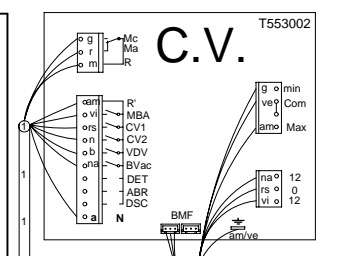 T553002
C.V.
g Mc
r Ma
m R
am R'
vi MBA
rs CV1
n CV2
b VDV
na BVac
DET
ABR
DSC
a N
g min
ve Com
amo Max
na 12
rs 0
vi 12
BMF
am/ve
1
1
1